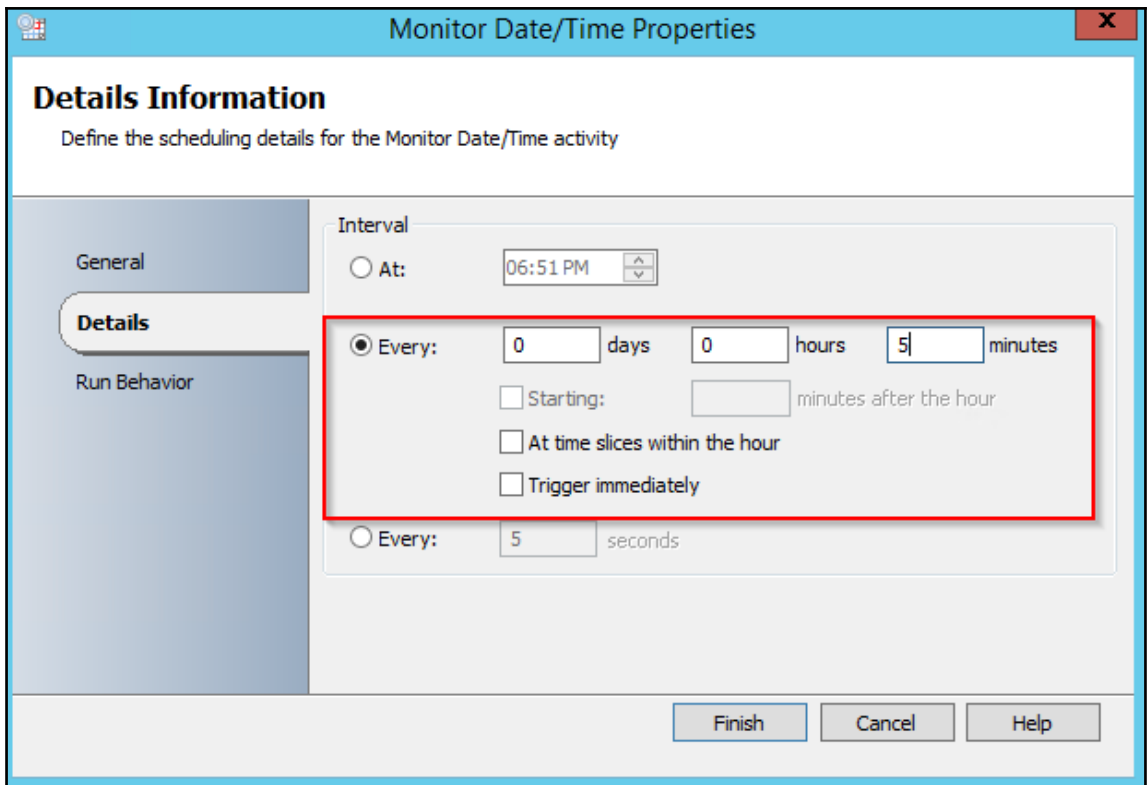 Monitor Date/Time Properties
X
Details Information
Define the scheduling details for the Monitor Date/Time activity
General
Details
Run Behavior
Interval
At: 06:51 PM
Every: 0 days 0 hours 5 minutes
Starting: minutes after the hour
At time slices within the hour
Trigger immediately
Every: 5 seconds
Finish Cancel Help